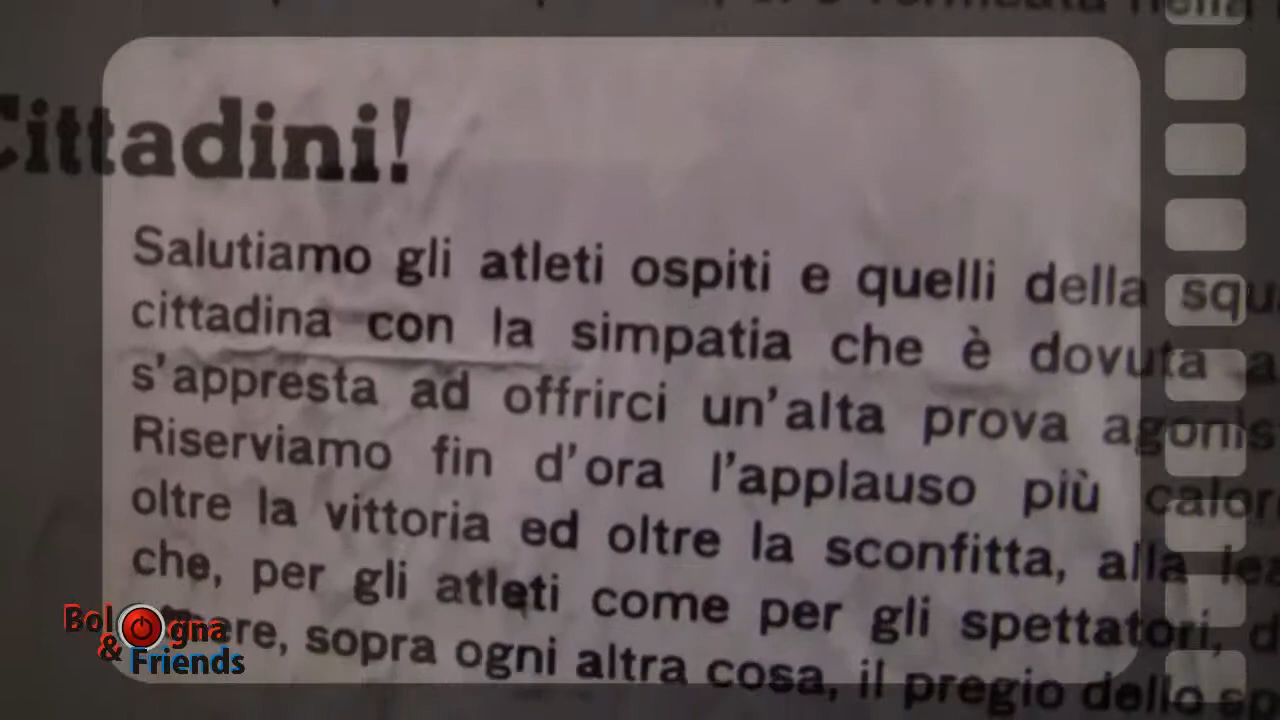 Cittadini!
Salutiamo gli atleti ospiti e quelli della squ
cittadina con la simpatia che è dovuta a
s'appresta ad offrirci un'alta prova agonis
Riserviamo fin d'ora l'applauso più calor
oltre la vittoria ed oltre la sconfitta, alla lea
che, per gli atleti come per gli spettatori, d
ere, sopra ogni altra cosa, il pregio dello sp
Bologna
& Friends